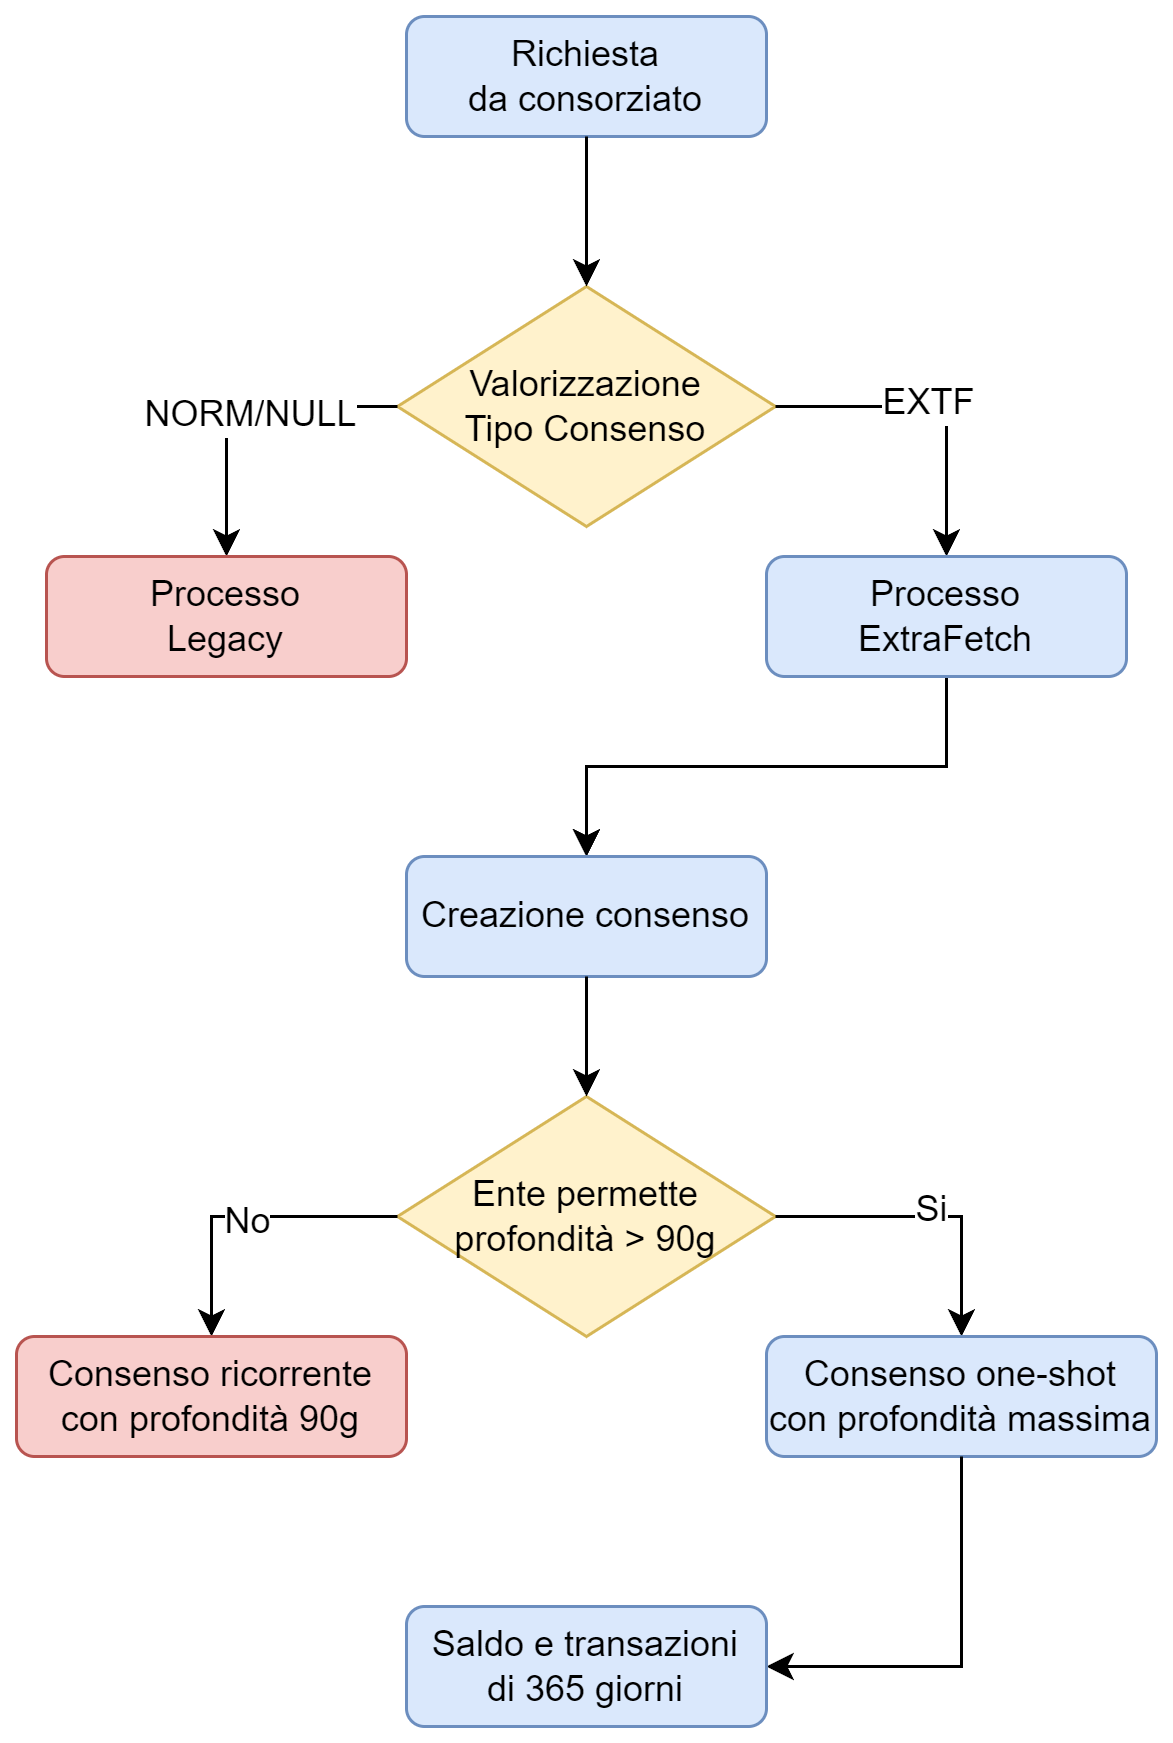 Richiesta
da consorziato
Valorizzazione
Tipo Consenso
NORM/NULL
EXTF
Processo
Legacy
Processo
ExtraFetch
Creazione consenso
Ente permette
profondità > 90g
No
Si
Consenso ricorrente
con profondità 90g
Consenso one-shot
con profondità massima
Saldo e transazioni
di 365 giorni